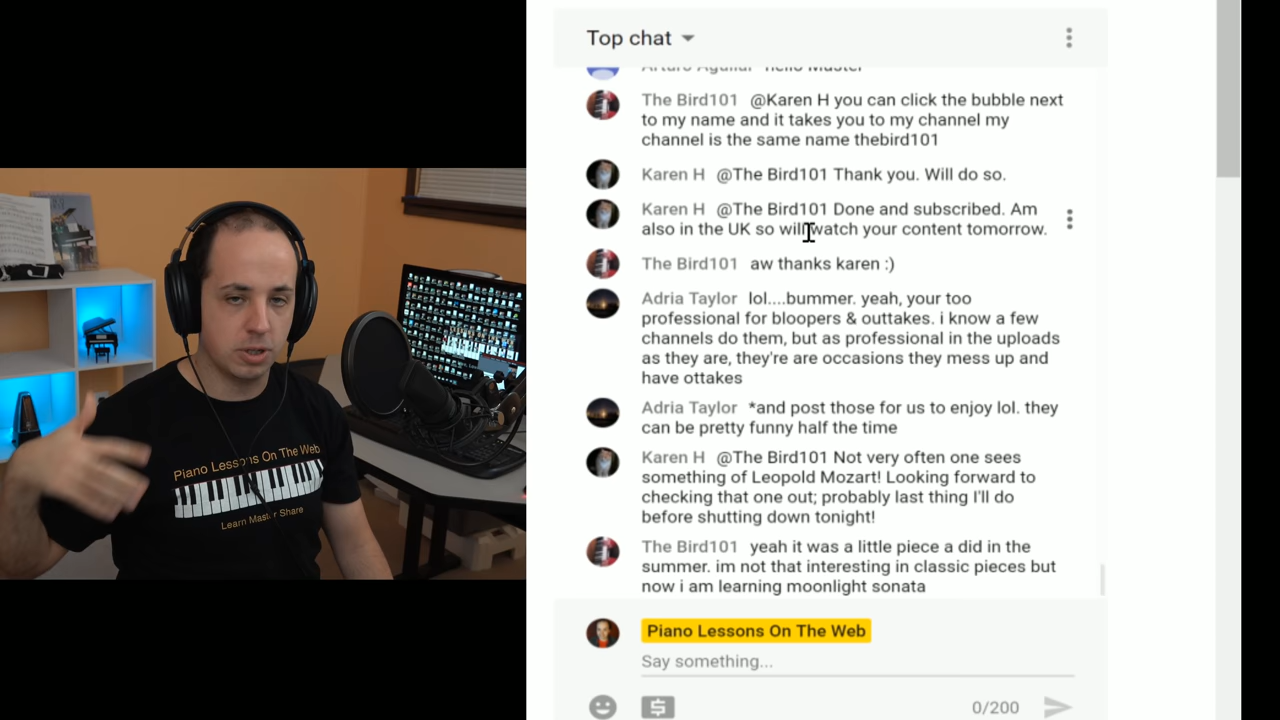 Top chat
Arturo Aguilar hello Master
The Bird101 @Karen H you can click the bubble next
to my name and it takes you to my channel my
channel is the same name thebird101
Karen H @The Bird101 Thank you. Will do so.
Karen H @The Bird101 Done and subscribed. Am
also in the UK so will watch your content tomorrow.
The Bird101 aw thanks karen :)
Adria Taylor lol....bummer. yeah, your too
professional for bloopers & outtakes. i know a few
channels do them, but as professional in the uploads
as they are, they're are occasions they mess up and
have ottakes
Adria Taylor *and post those for us to enjoy lol. they
can be pretty funny half the time
Karen H @The Bird101 Not very often one sees
something of Leopold Mozart! Looking forward to
checking that one out; probably last thing I'll do
before shutting down tonight!
The Bird101 yeah it was a little piece a did in the
summer. im not that interesting in classic pieces but
now i am learning moonlight sonata
Piano Lessons On The Web
Say something...
0/200
Piano Lessons On The Web
Learn Master Share